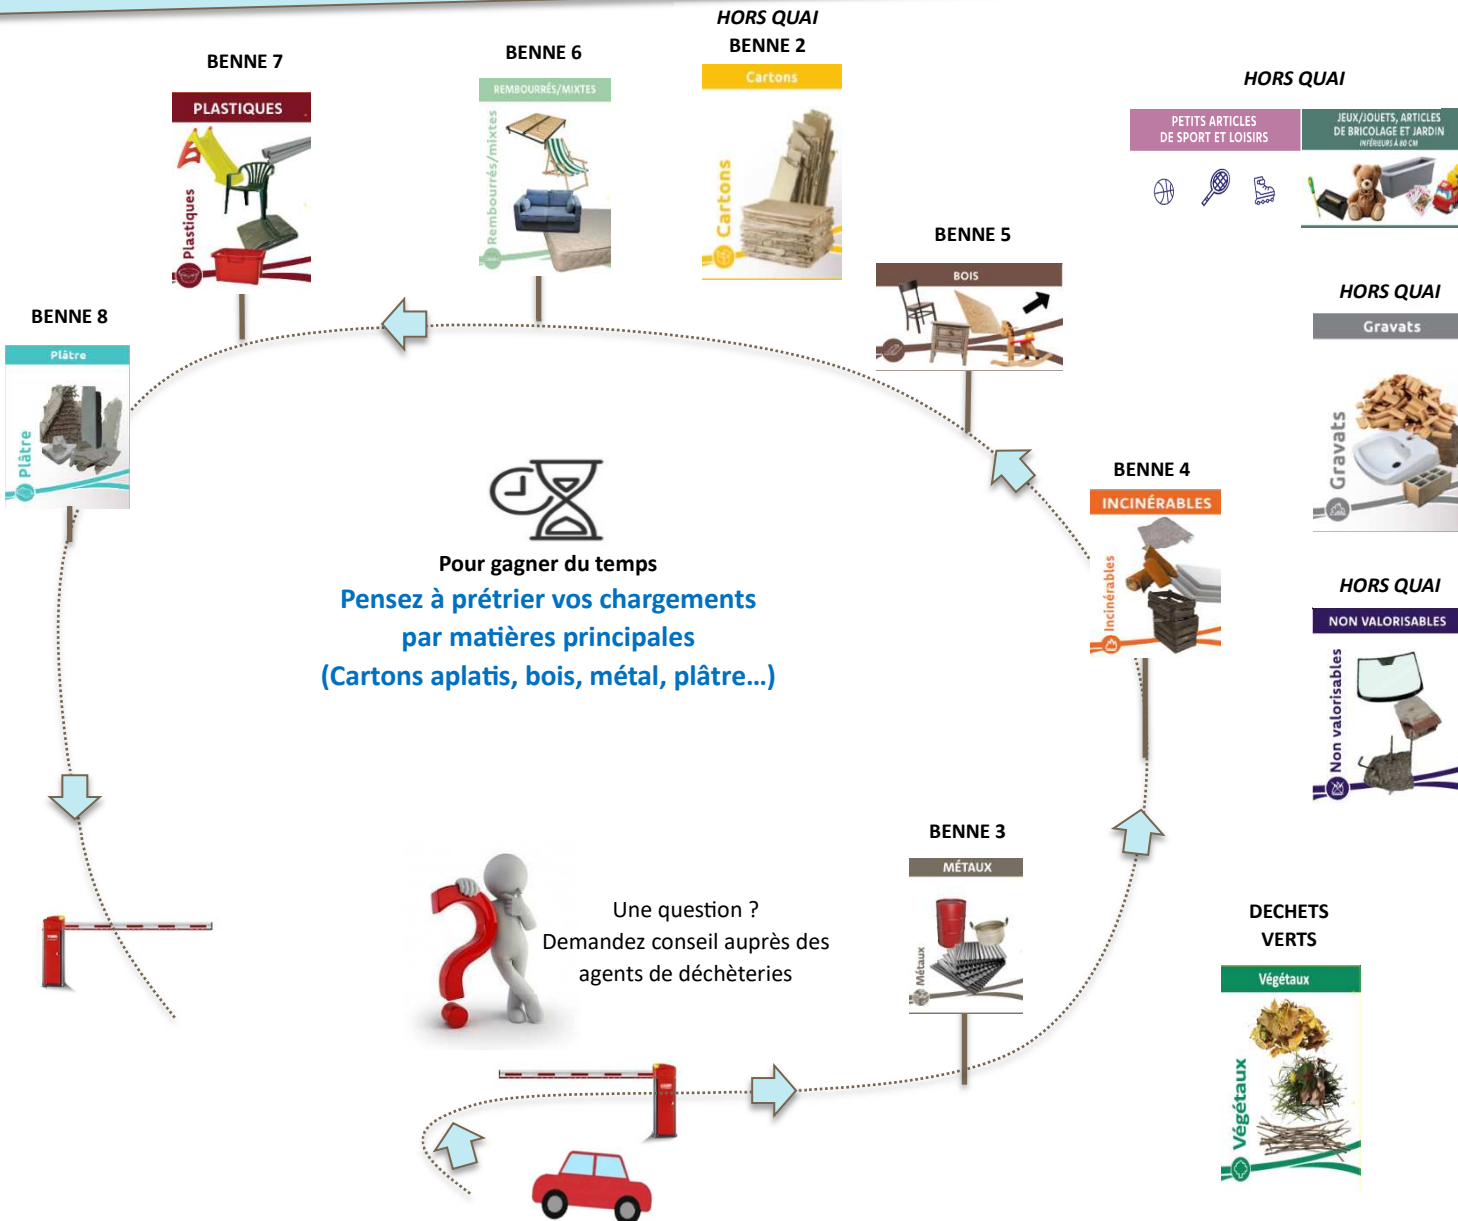 HORS QUAI
BENNE 2
Cartons
Cartons
BENNE 7
PLASTIQUES
Plastiques
BENNE 6
REMBOURRÉS/MIXTES
Rembourrés/mixtes
HORS QUAI
PETITS ARTICLES
DE SPORT ET LOISIRS
JEUX/JOUETS, ARTICLES
DE BRICOLAGE ET JARDIN
INFÉRIEURS À 80 CM
BENNE 5
BOIS
BENNE 8
Plâtre
Plâtre
HORS QUAI
Gravats
Gravats
BENNE 4
INCINÉRABLES
Incinérables
Pour gagner du temps
Pensez à prétrier vos chargements
par matières principales
(Cartons aplatis, bois, métal, plâtre...)
HORS QUAI
NON VALORISABLES
Non valorisables
BENNE 3
MÉTAUX
Métaux
Une question ?
Demandez conseil auprès des
agents de déchèteries
DECHETS
VERTS
Végétaux
Végétaux